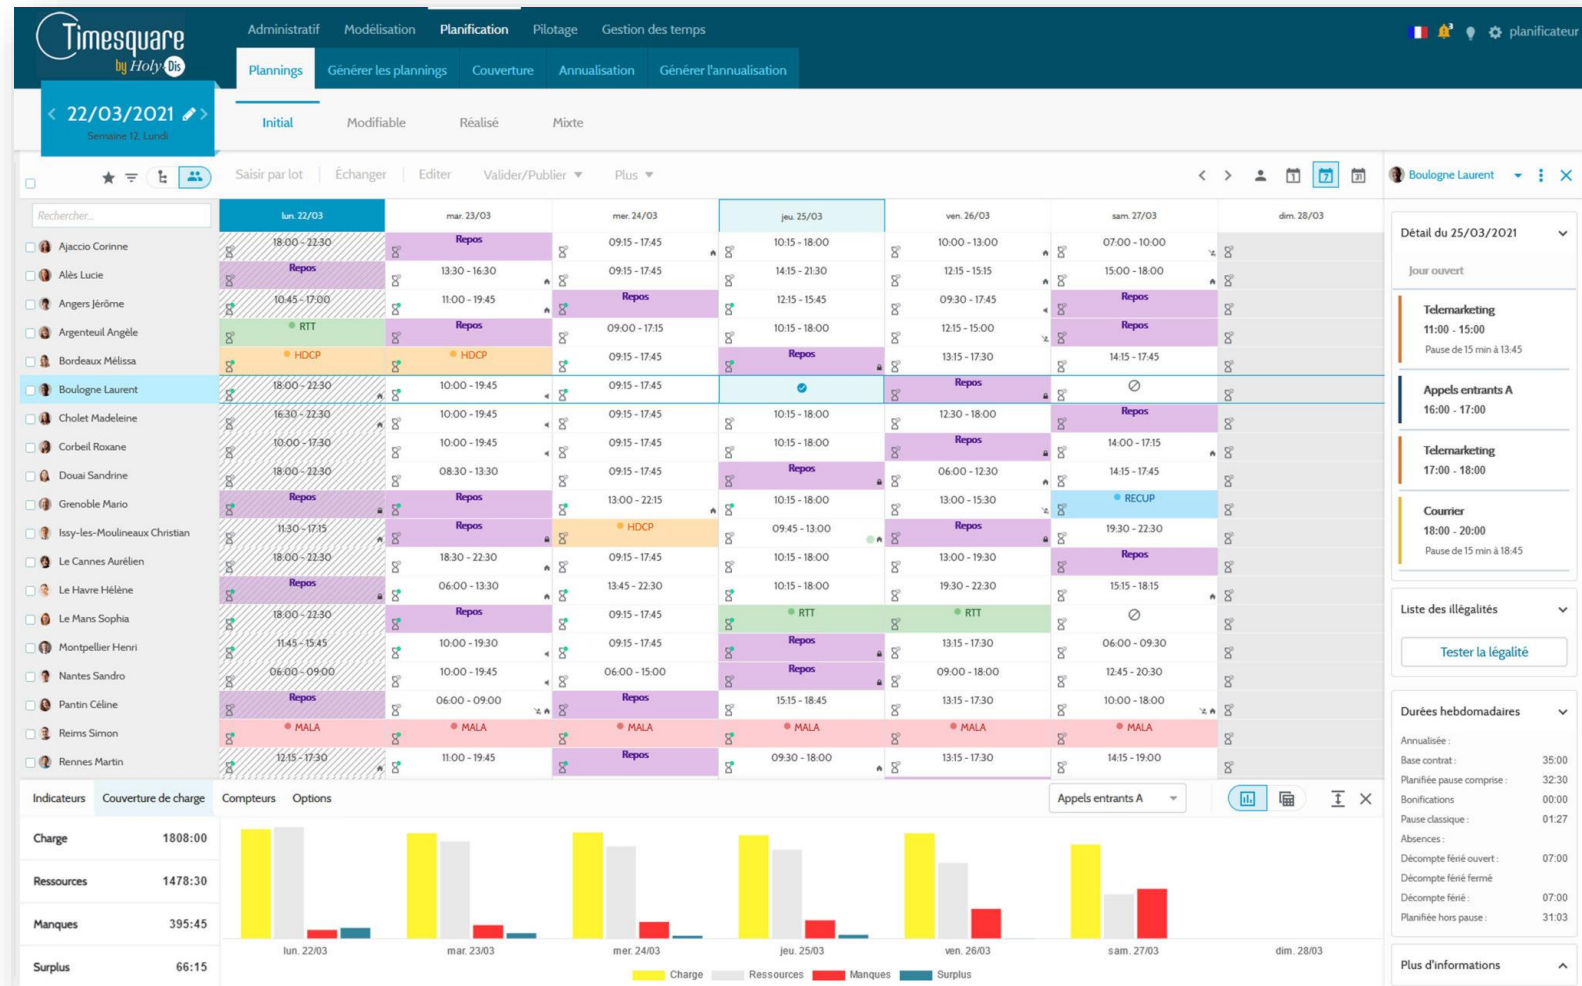 Timesquare
by Holy Dis
Administratif Modélisation Planification Pilotage Gestion des temps
3 planificateur
Plannings Générer les plannings Couverture Annualisation Générer l'annualisation
22/03/2021
Semaine 12, Lundi
Initial Modifiable Réalisé Mixte
Saisir par lot Échanger Editer Valider/Publier Plus
1 7 31
Boulogne Laurent
Rechercher...
lun. 22/03 mar. 23/03 mer. 24/03 jeu. 25/03 ven. 26/03 sam. 27/03 dim. 28/03
Ajaccio Corinne 18:00 - 22:30 Repos 09:15 - 17:45 10:15 - 18:00 10:00 - 13:00 07:00 - 10:00
Alès Lucie Repos 13:30 - 16:30 09:15 - 17:45 14:15 - 21:30 12:15 - 15:15 15:00 - 18:00
Angers Jérôme 10:45 - 17:00 11:00 - 19:45 Repos 12:15 - 15:45 09:30 - 17:45 Repos
Argenteuil Angèle RTT Repos 09:00 - 17:15 10:15 - 18:00 12:15 - 15:00 Repos
Bordeaux Mélissa HDCP HDCP 09:15 - 17:45 Repos 13:15 - 17:30 14:15 - 17:45
Boulogne Laurent 18:00 - 22:30 10:00 - 19:45 09:15 - 17:45 Repos
Cholet Madeleine 16:30 - 22:30 10:00 - 19:45 09:15 - 17:45 10:15 - 18:00 12:30 - 18:00 Repos
Corbeil Roxane 10:00 - 17:30 10:00 - 19:45 09:15 - 17:45 10:15 - 18:00 Repos 14:00 - 17:15
Douai Sandrine 18:00 - 22:30 08:30 - 13:30 09:15 - 17:45 Repos 06:00 - 12:30 14:15 - 17:45
Grenoble Mario Repos Repos 13:00 - 22:15 10:15 - 18:00 13:00 - 15:30 RECUP
Issy-les-Moulineaux Christian 11:30 - 17:15 Repos HDCP 09:45 - 13:00 Repos 19:30 - 22:30
Le Cannes Aurélien 18:00 - 22:30 18:30 - 22:30 09:15 - 17:45 10:15 - 18:00 13:00 - 19:30 Repos
Le Havre Hélène Repos 06:00 - 13:30 13:45 - 22:30 10:15 - 18:00 19:30 - 22:30 15:15 - 18:15
Le Mans Sophia 18:00 - 22:30 Repos 09:15 - 17:45 RTT RTT
Montpellier Henri 11:45 - 15:45 10:00 - 19:30 09:15 - 17:45 Repos 13:15 - 17:30 06:00 - 09:30
Nantes Sandro 06:00 - 09:00 10:00 - 19:45 06:00 - 15:00 Repos 09:00 - 18:00 12:45 - 20:30
Pantin Céline Repos 06:00 - 09:00 Repos 15:15 - 18:45 13:15 - 17:30 10:00 - 18:00
Reims Simon MALA MALA MALA MALA MALA MALA
Rennes Martin 12:15 - 17:30 11:00 - 19:45 Repos 09:30 - 18:00 13:15 - 17:30 14:15 - 19:00
Détail du 25/03/2021
Jour ouvert
Telemarketing
11:00 - 15:00
Pause de 15 min à 13:45
Appels entrants A
16:00 - 17:00
Telemarketing
17:00 - 18:00
Courrier
18:00 - 20:00
Pause de 15 min à 18:45
Liste des illégalités
Tester la légalité
Durées hebdomadaires
Annualisée :
Base contrat : 35:00
Planifiée pause comprise : 32:30
Bonifications 00:00
Pause classique : 01:27
Absences :
Décompte férié ouvert : 07:00
Décompte férié fermé
Décompte férié : 07:00
Planifiée hors pause : 31:03
Plus d'informations
Indicateurs Couverture de charge Compteurs Options
Appels entrants A
Charge 1808:00
Ressources 1478:30
Manques 395:45
Surplus 66:15
lun. 22/03 mar. 23/03 mer. 24/03 jeu. 25/03 ven. 26/03 sam. 27/03 dim. 28/03
Charge Ressources Manques Surplus